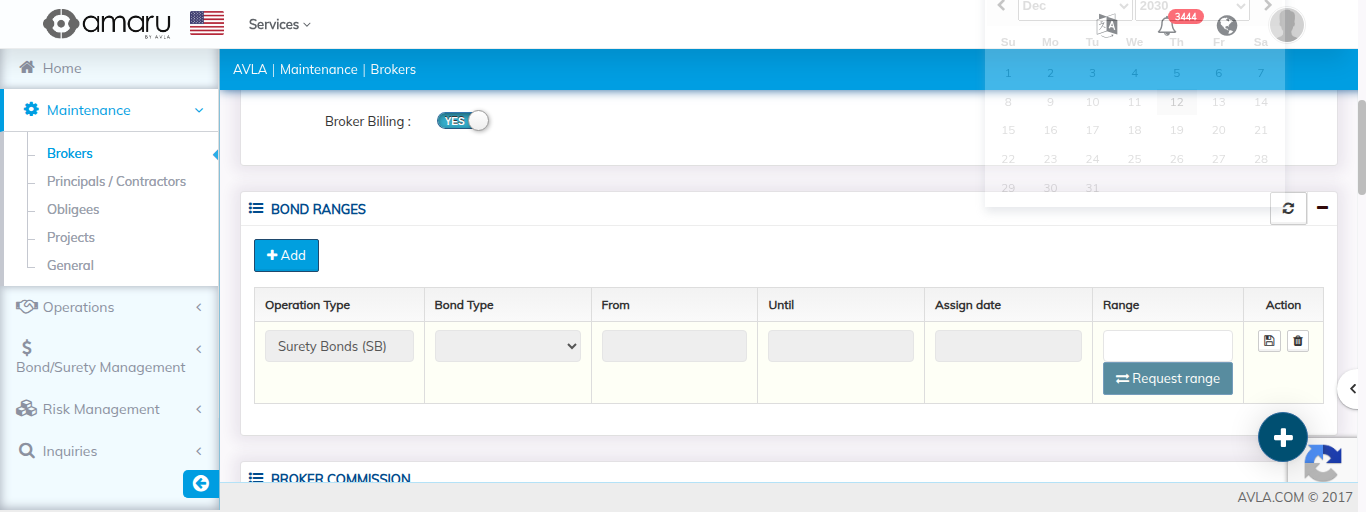 amaru
BY AVLA
Services
Dec 2030
3444
Su Mo Tu We Th Fr Sa
1 2 3 4 5 6 7
8 9 10 11 12 13 14
15 16 17 18 19 20 21
22 23 24 25 26 27 28
29 30 31
Home
Maintenance
Brokers
Principals / Contractors
Obligees
Projects
General
Operations
Bond/Surety Management
Risk Management
Inquiries
AVLA | Maintenance | Brokers
Broker Billing :
YES
BOND RANGES
Add
Operation Type Bond Type From Until Assign date Range Action
Surety Bonds (SB)
Request range
BROKER COMMISSION
AVLA.COM © 2017